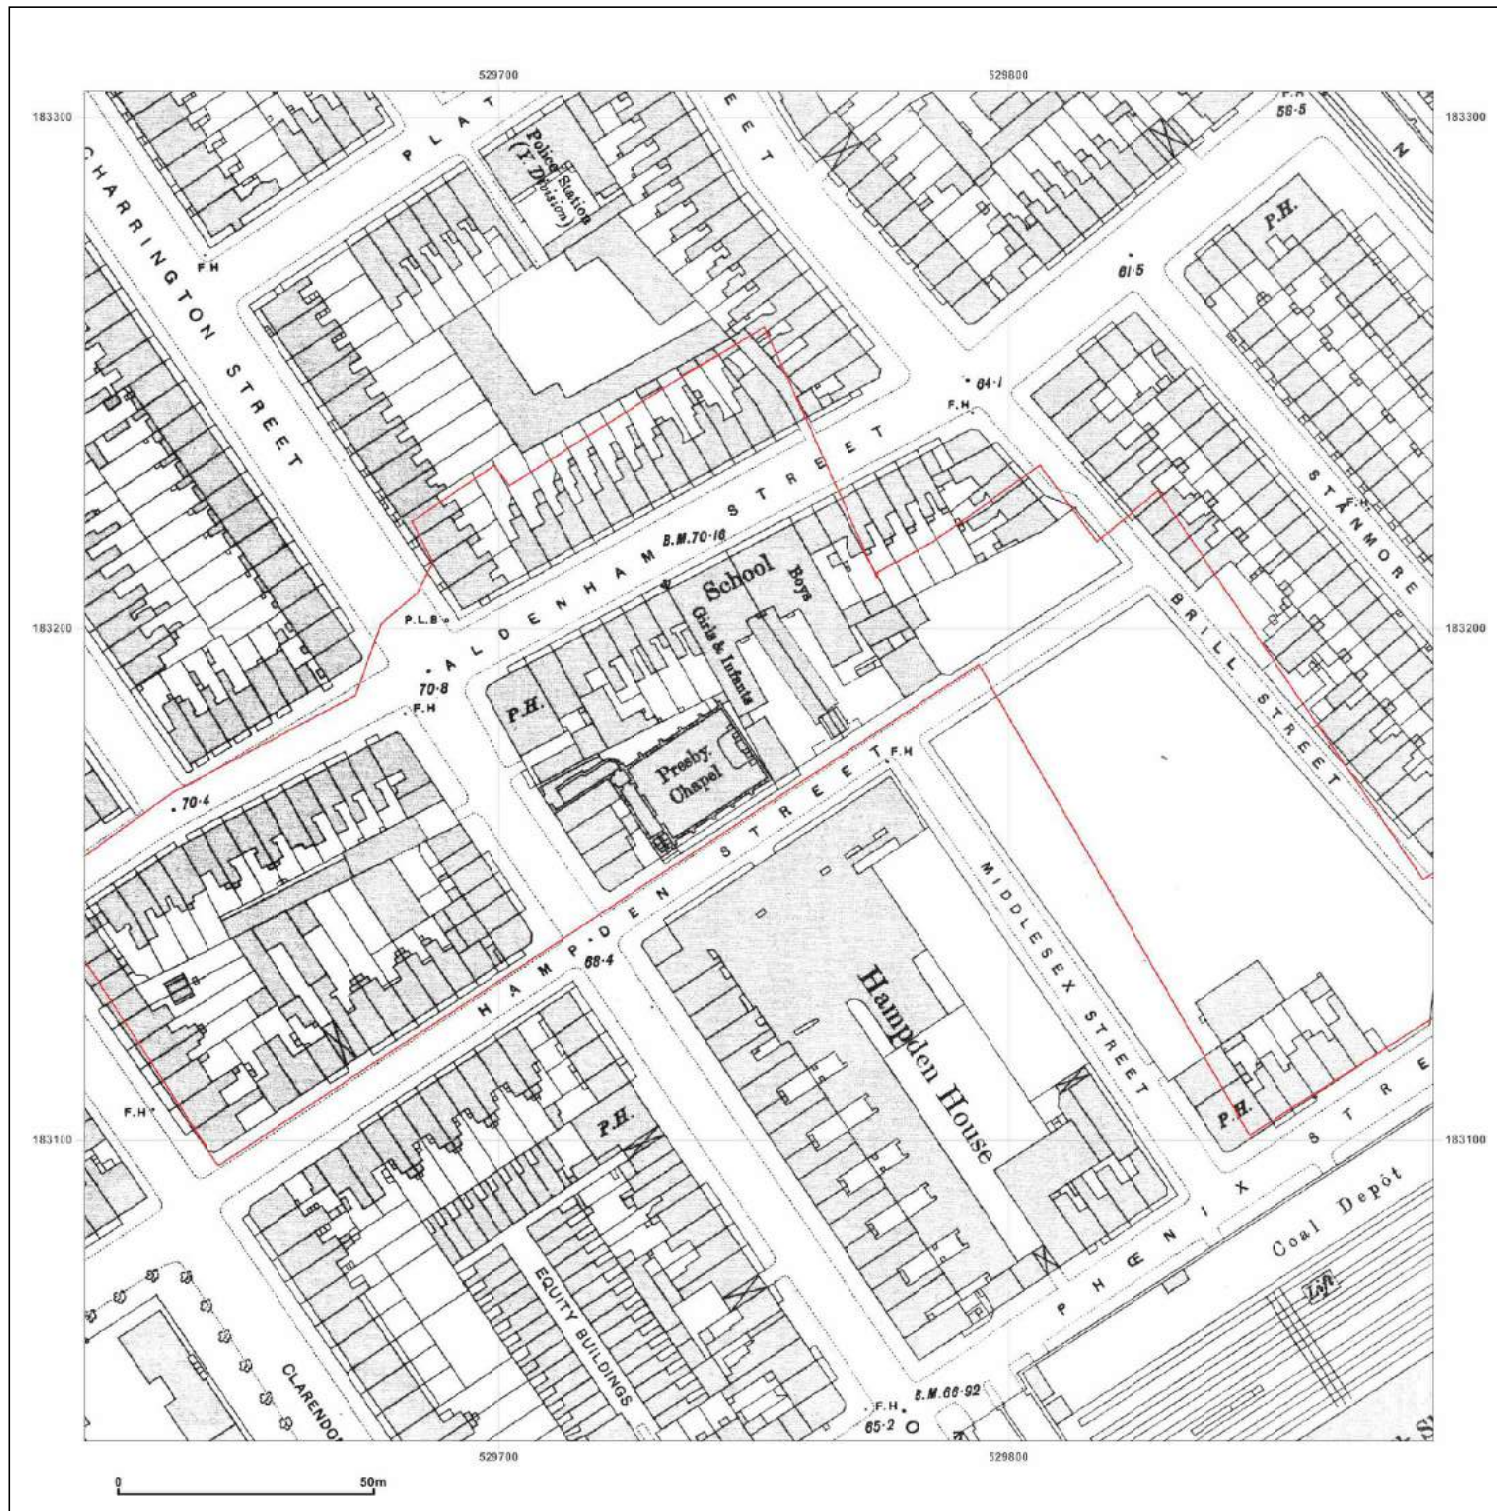 529700
529800
183300
183300
PLAT
EET
F.H
58·5
N
CHARRINGTON STREET
Police Station
(Y. Division)
P.H.
F.H
61·5
64·1
F.H.
STANMORE
F.H.
ALDENHAM STREET
B.M.70·16
School
Boys
Girls & Infants
183200
183200
P.L.B
BRILL STREET
70·8
F.H
P.H.
Presby.
Chapel
F.H
70·4
HAMPDEN STREET
MIDDLESEX STREET
68·4
Hampden House
F.H
P.H.
P.H.
183100
183100
PHŒNIX STRE
Coal Depôt
Lift
EQUITY BUILDINGS
CLARENDON
B.M.66·92
F.H
65·2
529700
529800
0
50m